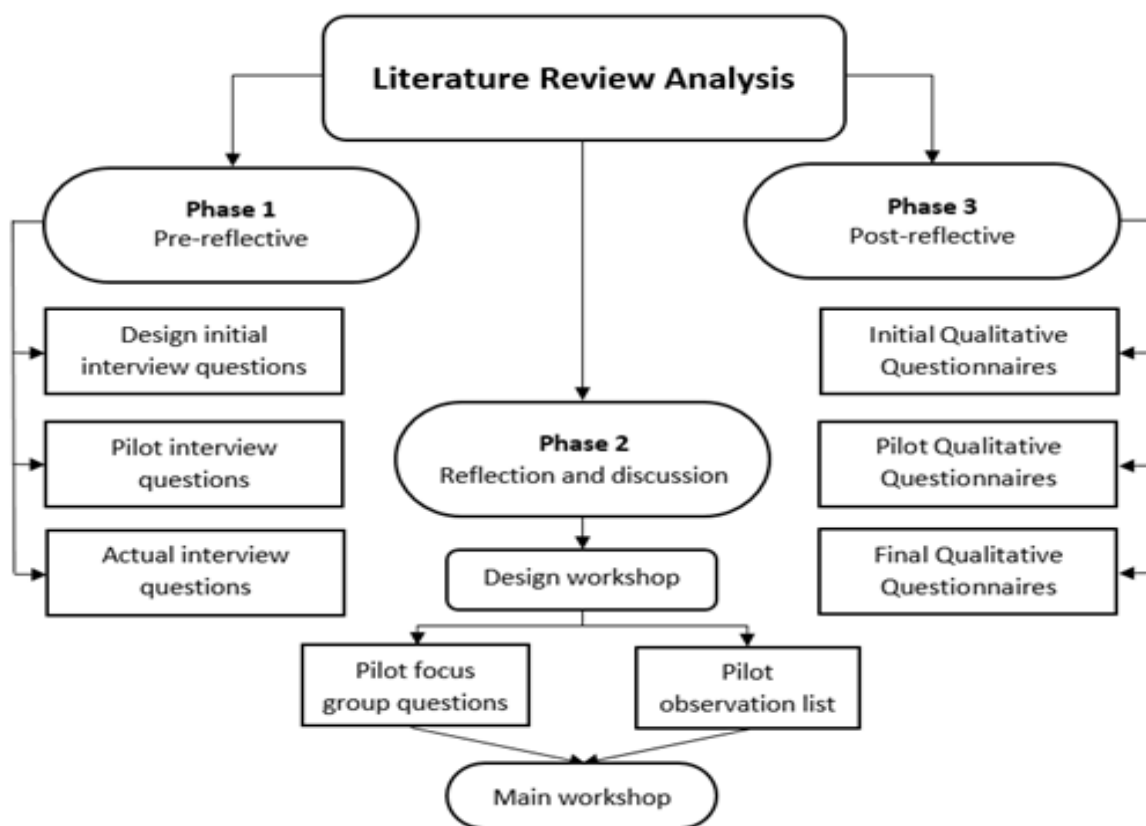 Literature Review Analysis
Phase 1
Pre-reflective
Design initial
interview questions
Pilot interview
questions
Actual interview
questions
Phase 2
Reflection and discussion
Design workshop
Pilot focus
group questions
Pilot
observation list
Main workshop
Phase 3
Post-reflective
Initial Qualitative
Questionnaires
Pilot Qualitative
Questionnaires
Final Qualitative
Questionnaires